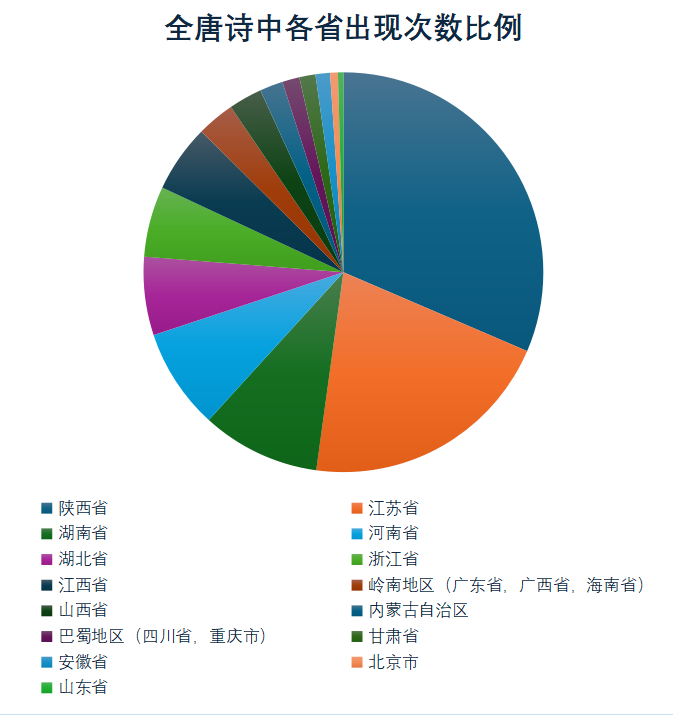 全唐诗中各省出现次数比例
陕西省
江苏省
湖南省
河南省
湖北省
浙江省
江西省
岭南地区（广东省，广西省，海南省）
山西省
内蒙古自治区
巴蜀地区（四川省，重庆市）
甘肃省
安徽省
北京市
山东省